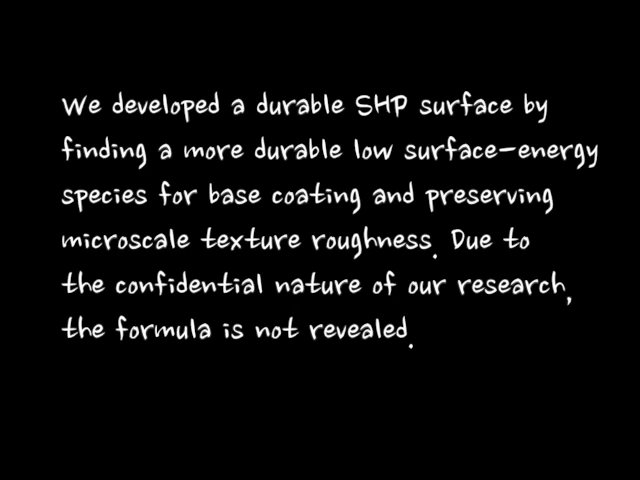 We developed a durable SHP surface by
finding a more durable low surface-energy
species for base coating and preserving
microscale texture roughness. Due to
the confidential nature of our research,
the formula is not revealed.